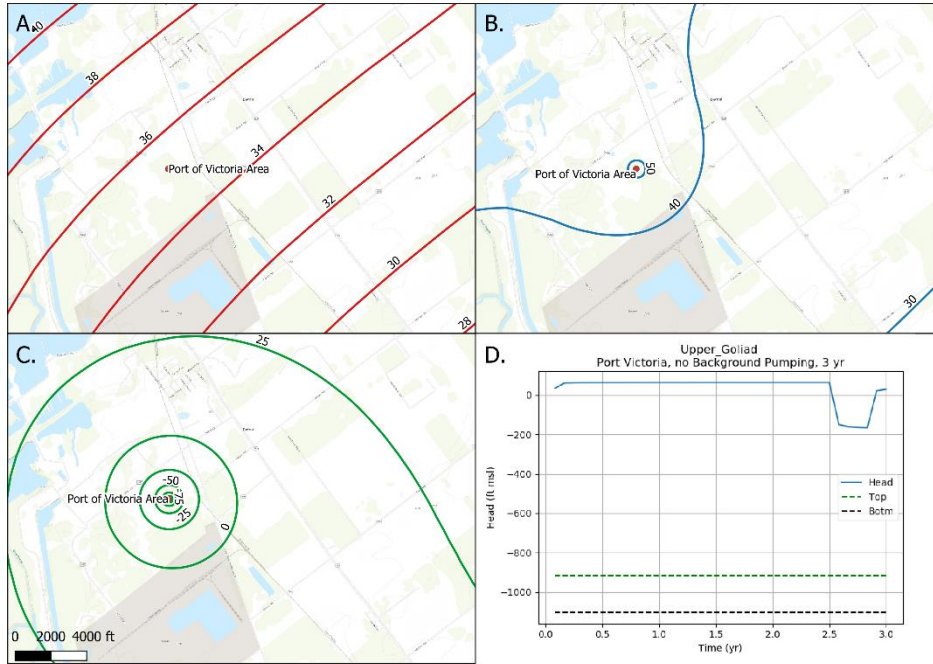 A.
40
38
36
34
Port of Victoria Area
32
30
28
B.
50
Port of Victoria Area
40
30
C.
25
-50
Port of Victoria Area
-75
-25
0
0 2000 4000 ft
D.
Upper_Goliad
Port Victoria, no Background Pumping, 3 yr
Head (ft msl)
0
−200
−400
−600
−800
−1000
Head
Top
Botm
0.0 0.5 1.0 1.5 2.0 2.5 3.0
Time (yr)